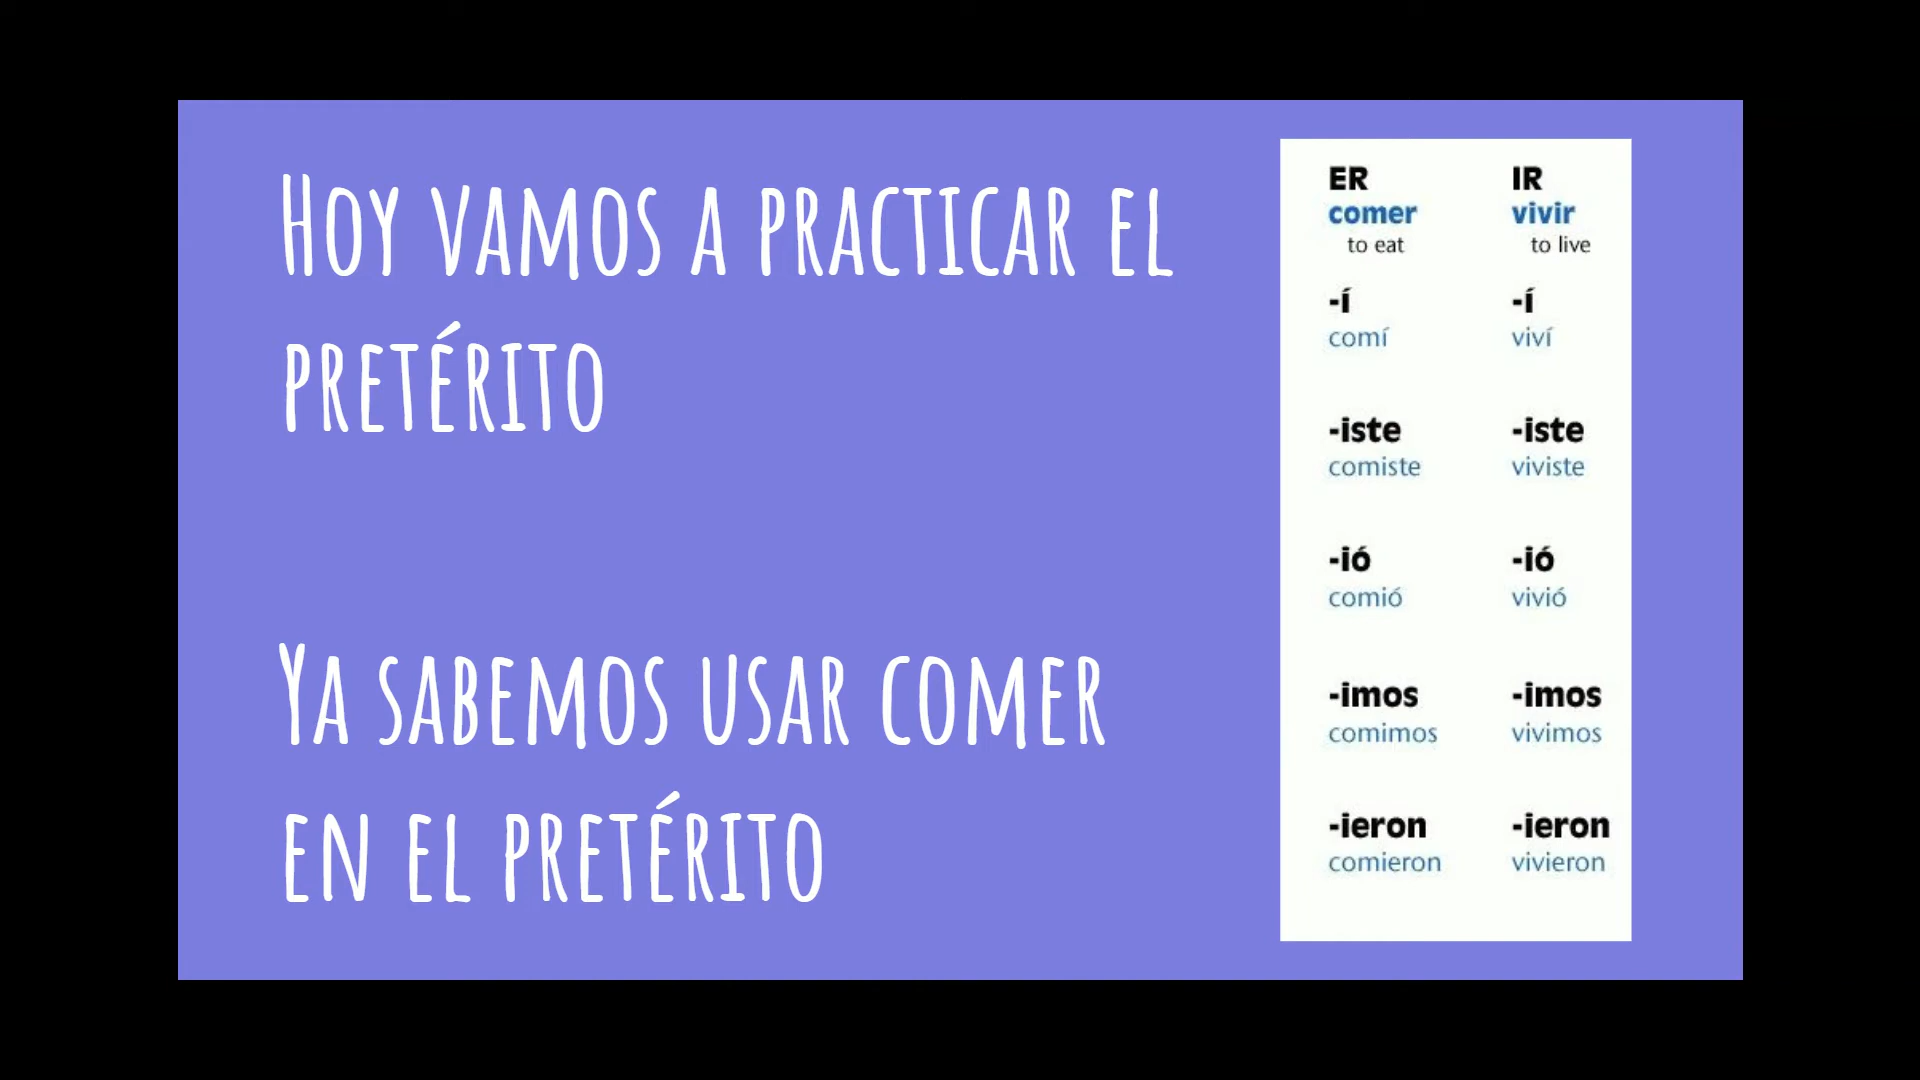 Hoy vamos a practicar el
pretérito
Ya sabemos usar comer
en el pretérito
ER IR
comer vivir
to eat to live
-í -í
comí viví
-iste -iste
comiste viviste
-ió -ió
comió vivió
-imos -imos
comimos vivimos
-ieron -ieron
comieron vivieron